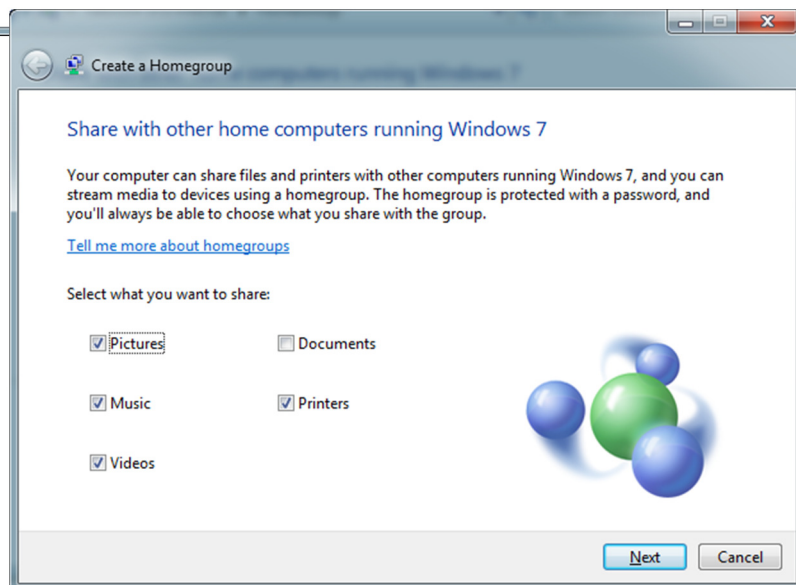 Create a Homegroup
Share with other home computers running Windows 7
Your computer can share files and printers with other computers running Windows 7, and you can
stream media to devices using a homegroup. The homegroup is protected with a password, and
you'll always be able to choose what you share with the group.
Tell me more about homegroups
Select what you want to share:
Pictures Documents
Music Printers
Videos
Next Cancel